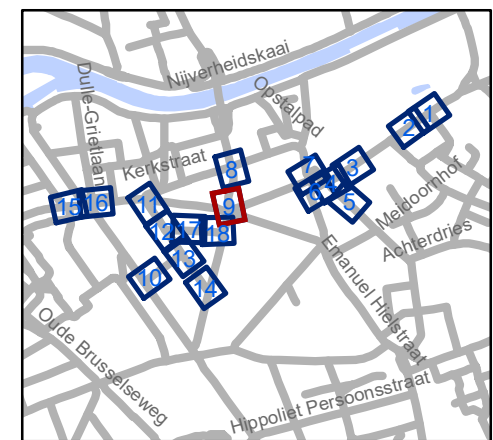 Nijverheidskaai
Dulle-Grietlaan
Opstalpad
Kerkstraat
1
2
3
4
5
6
7
8
9
10
11
12
13
14
15
16
17
18
Meidoornhof
Achterdries
Emanuel Hielstraat
Oude Brusselseweg
Hippoliet Persoonsstraat